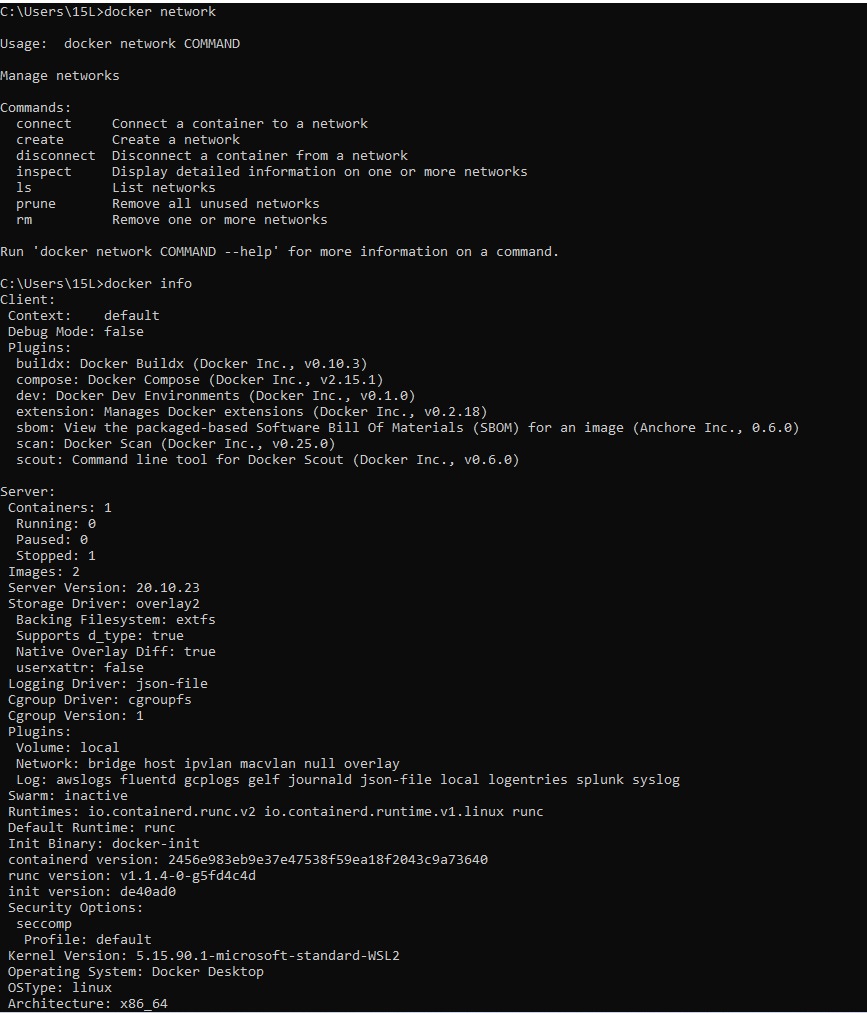 C:\Users\15L>docker network
Usage:  docker network COMMAND
Manage networks
Commands:
  connect     Connect a container to a network
  create      Create a network
  disconnect  Disconnect a container from a network
  inspect     Display detailed information on one or more networks
  ls          List networks
  prune       Remove all unused networks
  rm          Remove one or more networks
Run 'docker network COMMAND --help' for more information on a command.
C:\Users\15L>docker info
Client:
 Context:    default
 Debug Mode: false
 Plugins:
  buildx: Docker Buildx (Docker Inc., v0.10.3)
  compose: Docker Compose (Docker Inc., v2.15.1)
  dev: Docker Dev Environments (Docker Inc., v0.1.0)
  extension: Manages Docker extensions (Docker Inc., v0.2.18)
  sbom: View the packaged-based Software Bill Of Materials (SBOM) for an image (Anchore Inc., 0.6.0)
  scan: Docker Scan (Docker Inc., v0.25.0)
  scout: Command line tool for Docker Scout (Docker Inc., v0.6.0)
Server:
 Containers: 1
  Running: 0
  Paused: 0
  Stopped: 1
 Images: 2
 Server Version: 20.10.23
 Storage Driver: overlay2
  Backing Filesystem: extfs
  Supports d_type: true
  Native Overlay Diff: true
  userxattr: false
 Logging Driver: json-file
 Cgroup Driver: cgroupfs
 Cgroup Version: 1
 Plugins:
  Volume: local
  Network: bridge host ipvlan macvlan null overlay
  Log: awslogs fluentd gcplogs gelf journald json-file local logentries splunk syslog
 Swarm: inactive
 Runtimes: io.containerd.runc.v2 io.containerd.runtime.v1.linux runc
 Default Runtime: runc
 Init Binary: docker-init
 containerd version: 2456e983eb9e37e47538f59ea18f2043c9a73640
 runc version: v1.1.4-0-g5fd4c4d
 init version: de40ad0
 Security Options:
  seccomp
   Profile: default
 Kernel Version: 5.15.90.1-microsoft-standard-WSL2
 Operating System: Docker Desktop
 OSType: linux
 Architecture: x86_64